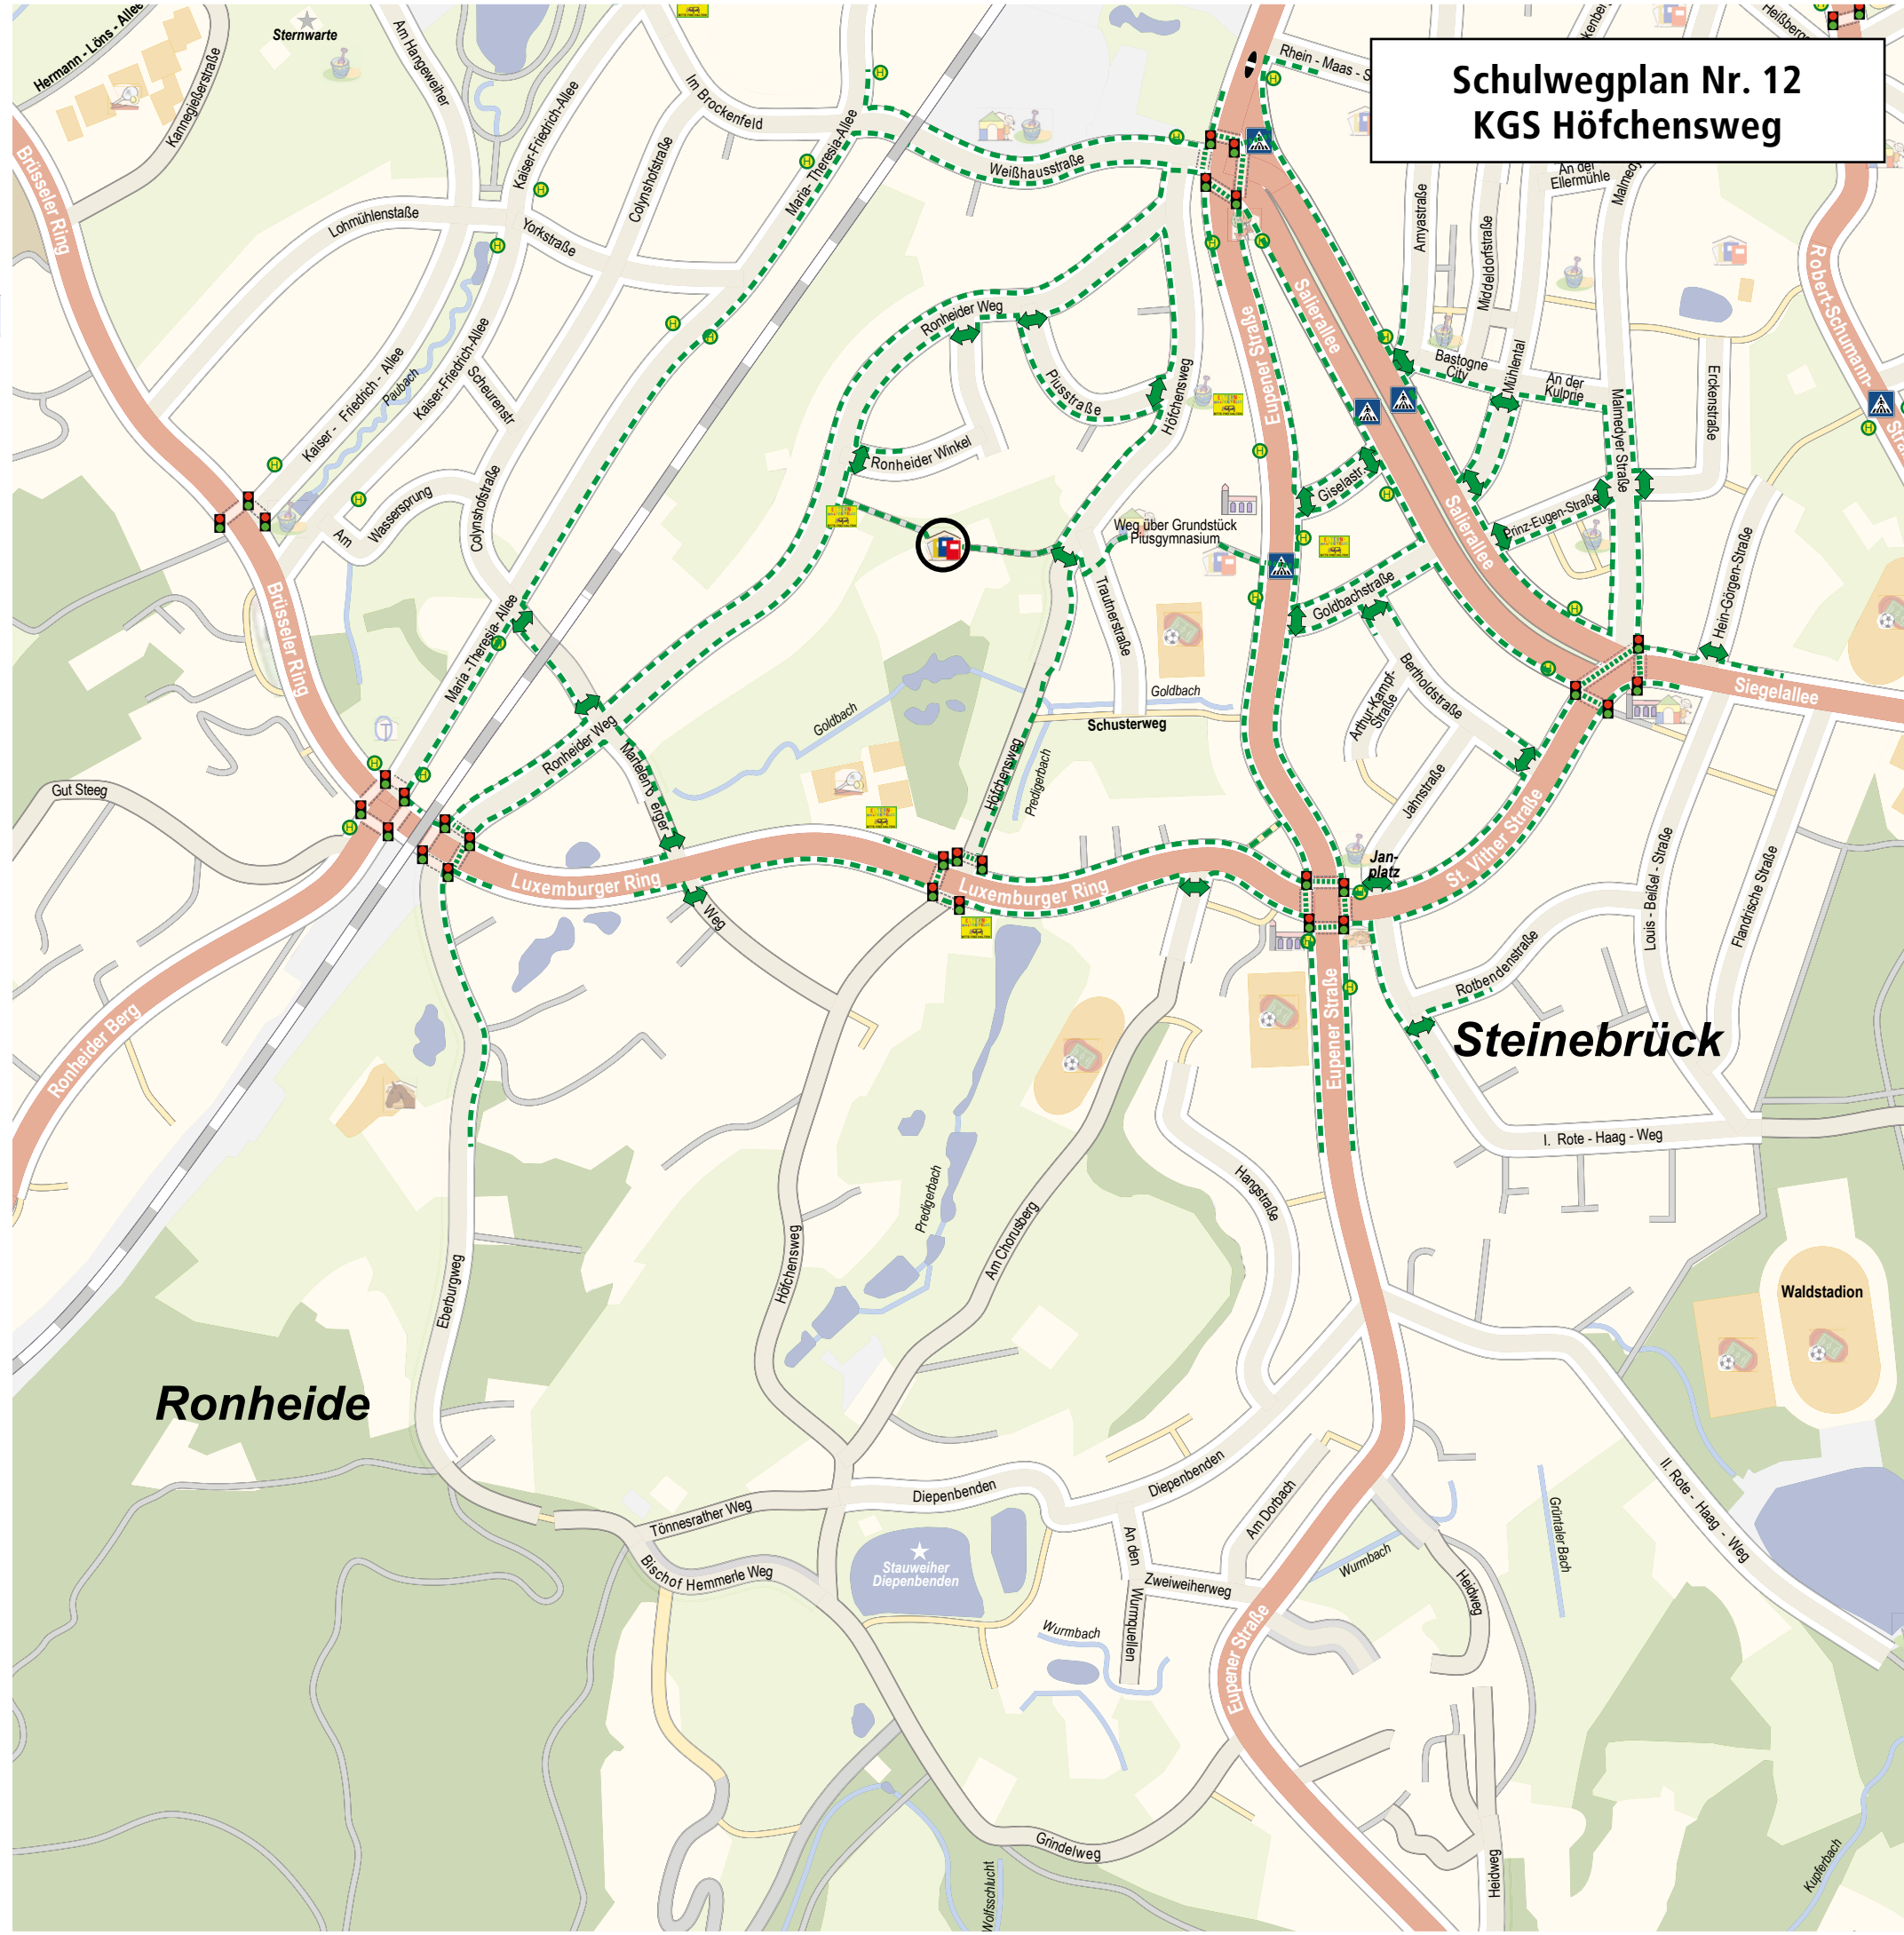 Schulwegplan Nr. 12
KGS Höfchensweg
Hermann - Löns - Allee
Sternwarte
Kannegießerstraße
Am Hangeweiher
Kaiser-Friedrich-Allee
Im Brockenfeld
Colynshofstraße
Maria- Theresia-Allee
Weißhausstraße
Rhein - Maas - S
Heißberg
Brüsseler Ring
Lohmühlenstaße
Yorkstraße
An der
Ellermühle
Malmedy
Amyastraße
Middeldorfstraße
Robert-Schumann-
Stra
Ronheider Weg
Eupener Straße
Salierallee
Kaiser - Friedrich - Allee
Paubach
Kaiser-Friedrich-Allee
Scheurenstr
Piusstraße
Höfchensweg
Bastogne
City
Mühlental
An der
Kulprie
Malmedyer Straße
Erckenstraße
Ronheider Winkel
Giselastr.
Salierallee
Prinz-Eugen-Straße
Am
Wassersprung
Colynshofstraße
Weg über Grundstück
Piusgymnasium
Hein-Görgen-Straße
Brüsseler Ring
Maria -Theresia- Allee
Trautnerstraße
Goldbachstraße
Bertholdstraße
Arthur-Kampf-
Straße
Siegelallee
Goldbach
Goldbach
Schusterweg
Ronheider Weg
Marielenb erger
Weg
Höfchensweg
Predigerbach
Jahnstraße
St. Vither Straße
Gut Steeg
Luxemburger Ring
Luxemburger Ring
Jan-
platz
Louis - Beißel - Straße
Flandrische Straße
Rotbendenstraße
Steinebrück
Ronheider Berg
Eupener Straße
I. Rote - Haag - Weg
Predigerbach
Hangstraße
Höfchensweg
Am Chorusberg
Eberburgweg
Waldstadion
Ronheide
Tönnesrather Weg
Diepenbenden
Diepenbenden
Am Dorbach
II. Rote - Haag - Weg
Grüntaler Bach
Bischof Hemmerle Weg
Stauweiher
Diepenbenden
An den
Wurmquellen
Zweiweiherweg
Wurmbach
Heidweg
Wurmbach
Eupener Straße
Grindelweg
Heidweg
Kupferbach
Wolfsschlucht